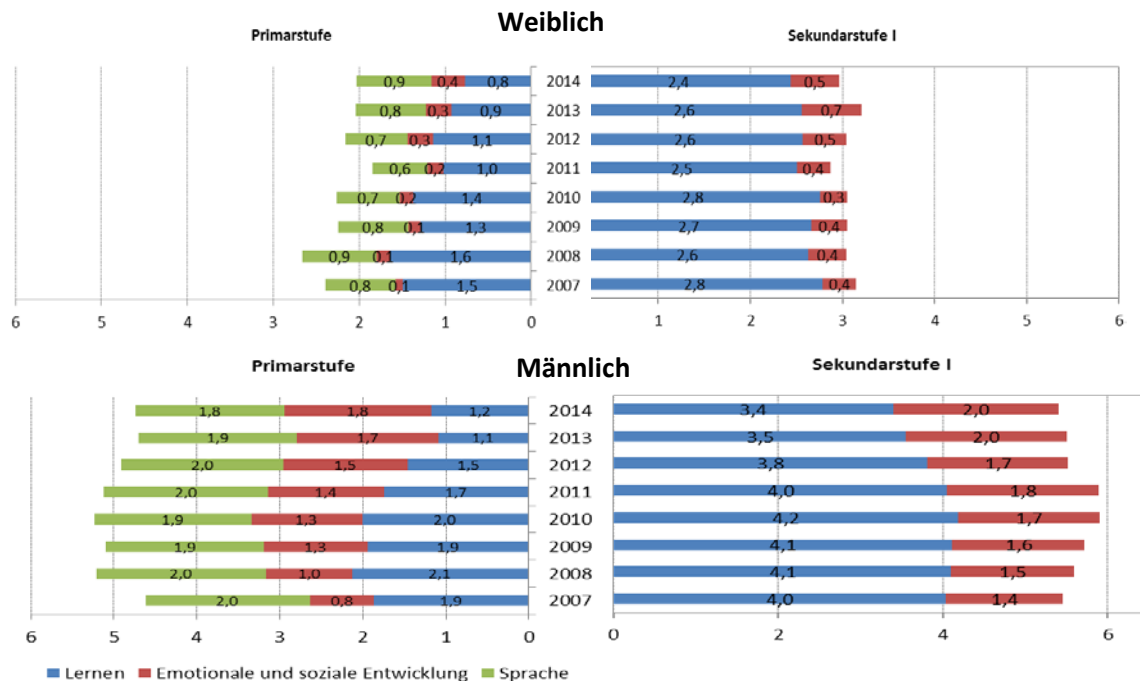 Weiblich
Primarstufe Sekundarstufe I
0,9 0,4 0,8 2014 2,4 0,5
0,8 0,3 0,9 2013 2,6 0,7
0,7 0,3 1,1 2012 2,6 0,5
0,6 0,2 1,0 2011 2,5 0,4
0,7 0,2 1,4 2010 2,8 0,3
0,8 0,1 1,3 2009 2,7 0,4
0,9 0,1 1,6 2008 2,6 0,4
0,8 0,1 1,5 2007 2,8 0,4
6 5 4 3 2 1 0 1 2 3 4 5 6
Männlich
Primarstufe Sekundarstufe I
1,8 1,8 1,2 2014 3,4 2,0
1,9 1,7 1,1 2013 3,5 2,0
2,0 1,5 1,5 2012 3,8 1,7
2,0 1,4 1,7 2011 4,0 1,8
1,9 1,3 2,0 2010 4,2 1,7
1,9 1,3 1,9 2009 4,1 1,6
2,0 1,0 2,1 2008 4,1 1,5
2,0 0,8 1,9 2007 4,0 1,4
6 5 4 3 2 1 0 0 2 4 6
Lernen Emotionale und soziale Entwicklung Sprache